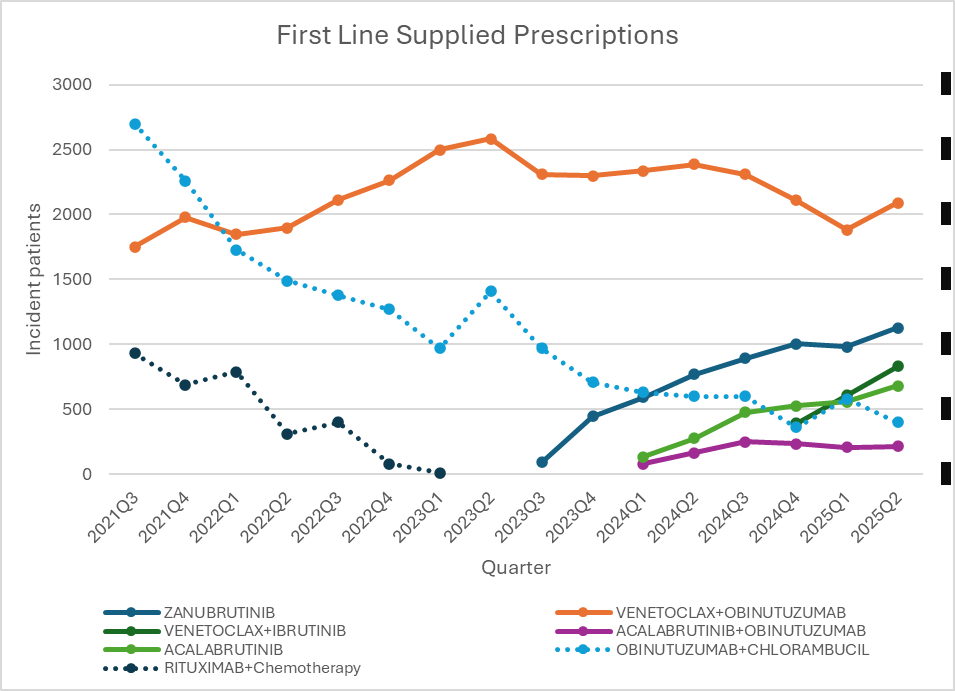 First Line Supplied Prescriptions
3000
2500
2000
1500
1000
500
0
Incident patients
2021Q3
2021Q4
2022Q1
2022Q2
2022Q3
2022Q4
2023Q1
2023Q2
2023Q3
2023Q4
2024Q1
2024Q2
2024Q3
2024Q4
2025Q1
2025Q2
Quarter
ZANUBRUTINIB
VENETOCLAX+OBINUTUZUMAB
VENETOCLAX+IBRUTINIB
ACALABRUTINIB+OBINUTUZUMAB
ACALABRUTINIB
OBINUTUZUMAB+CHLORAMBUCIL
RITUXIMAB+Chemotherapy